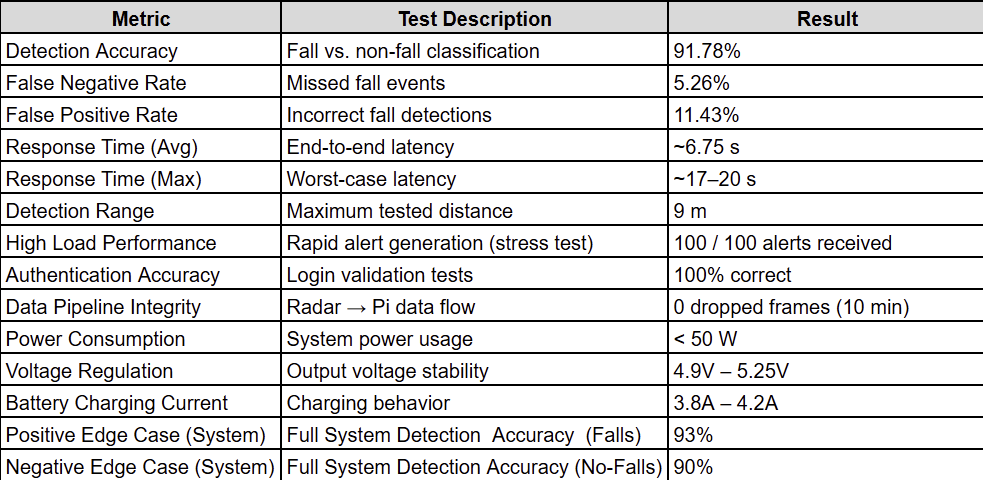 Metric Test Description Result
Detection Accuracy Fall vs. non-fall classification 91.78%
False Negative Rate Missed fall events 5.26%
False Positive Rate Incorrect fall detections 11.43%
Response Time (Avg) End-to-end latency ~6.75 s
Response Time (Max) Worst-case latency ~17–20 s
Detection Range Maximum tested distance 9 m
High Load Performance Rapid alert generation (stress test) 100 / 100 alerts received
Authentication Accuracy Login validation tests 100% correct
Data Pipeline Integrity Radar → Pi data flow 0 dropped frames (10 min)
Power Consumption System power usage < 50 W
Voltage Regulation Output voltage stability 4.9V – 5.25V
Battery Charging Current Charging behavior 3.8A – 4.2A
Positive Edge Case (System) Full System Detection Accuracy (Falls) 93%
Negative Edge Case (System) Full System Detection Accuracy (No-Falls) 90%